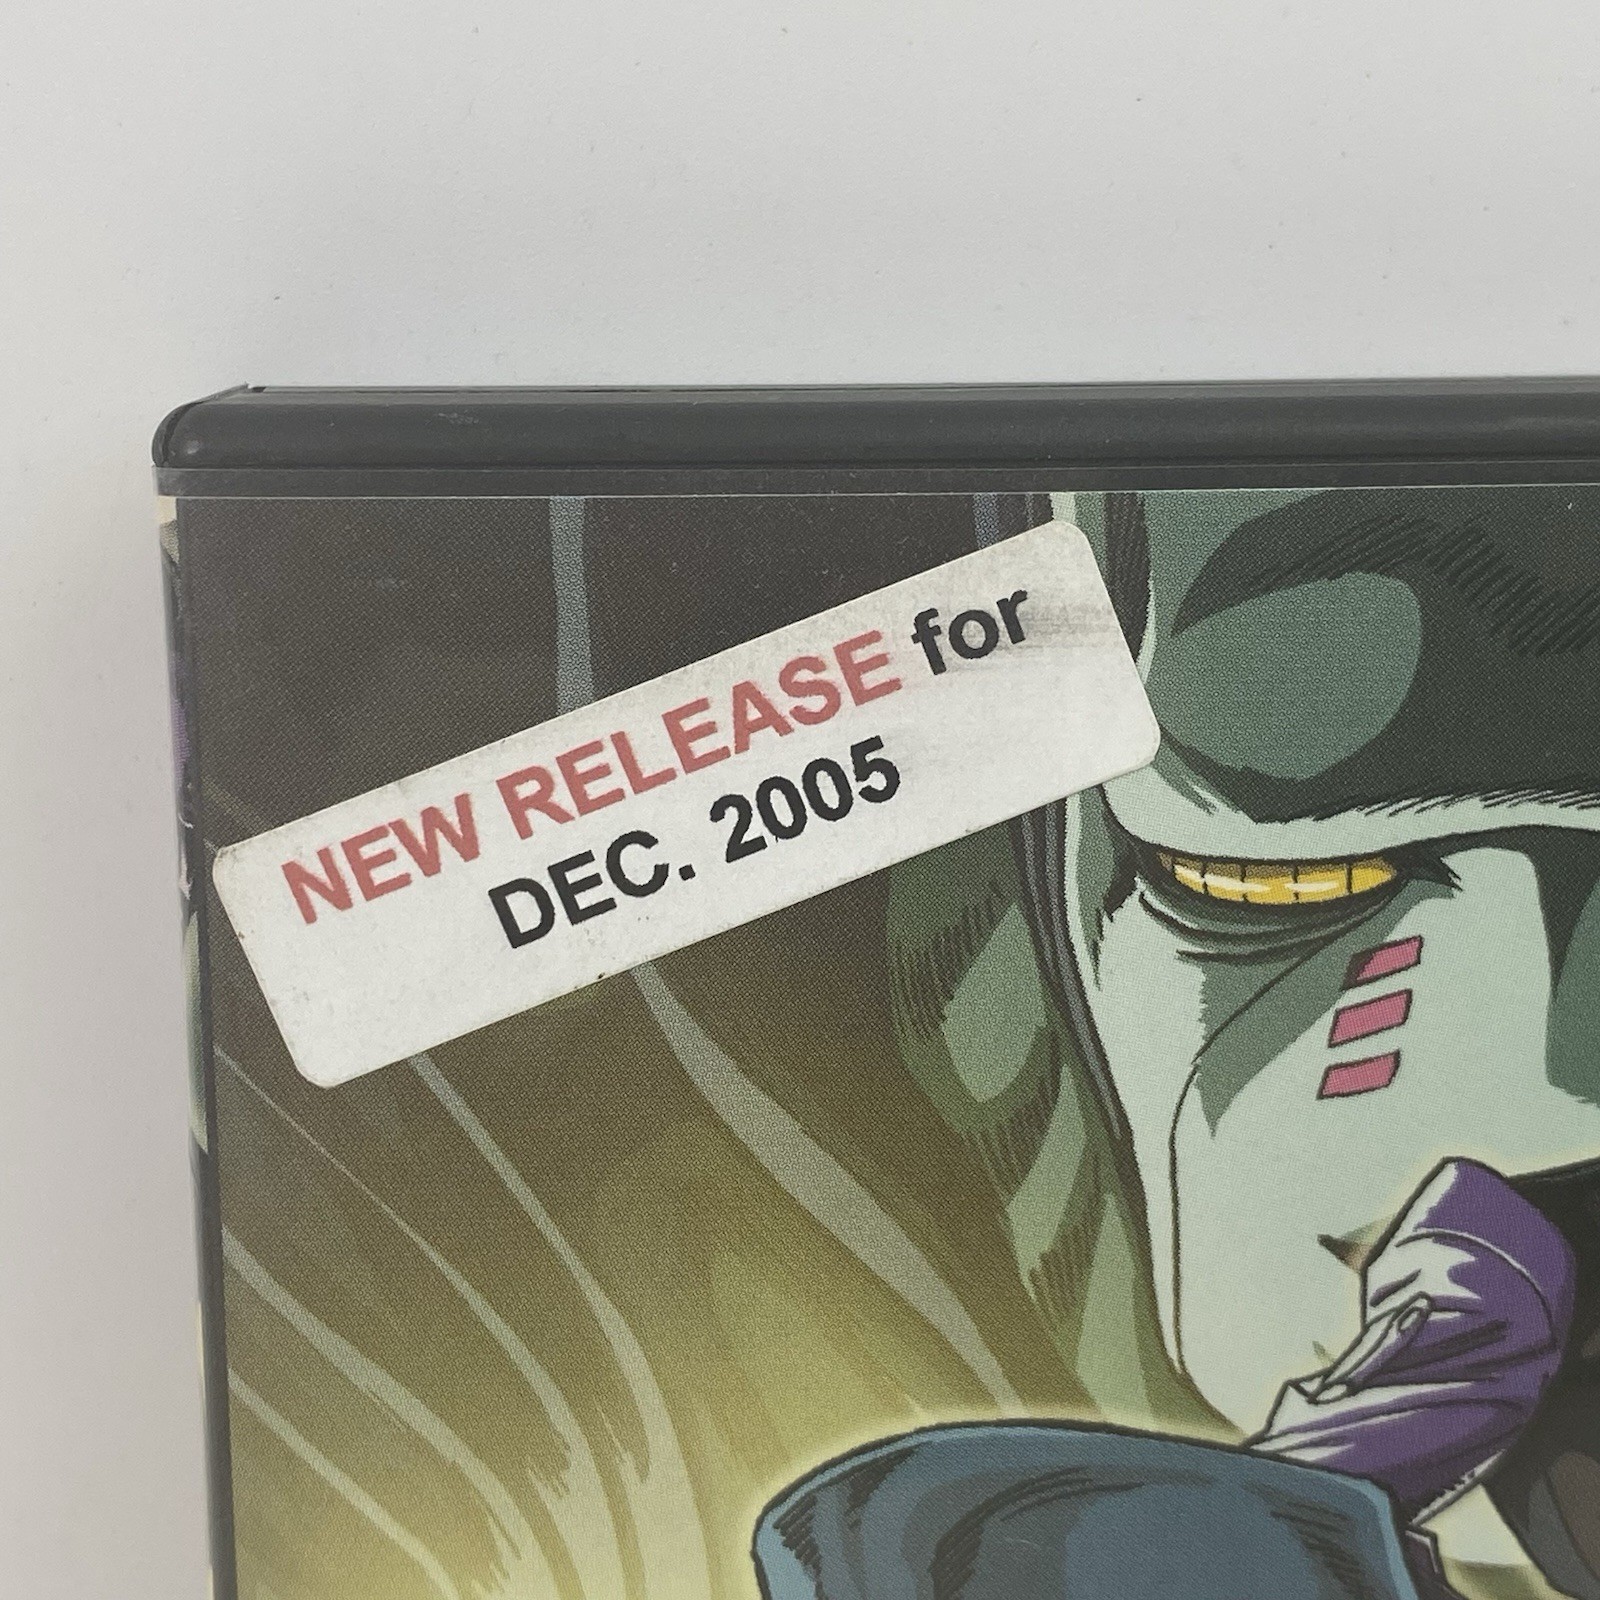 NEW RELEASE for
DEC. 2005